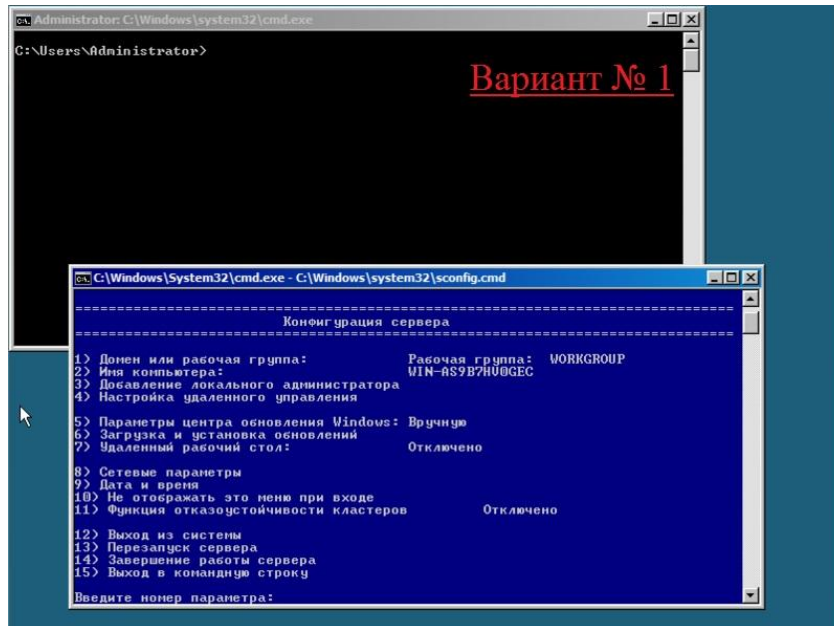 Administrator: C:\Windows\system32\cmd.exe
C:\Users\Administrator>
Вариант № 1
C:\Windows\System32\cmd.exe - C:\Windows\system32\sconfig.cmd
===============================================================================
Конфигурация сервера
===============================================================================
1) Домен или рабочая группа: Рабочая группа: WORKGROUP
2) Имя компьютера: WIN-AS9B7HV0GEC
3) Добавление локального администратора
4) Настройка удаленного управления
5) Параметры центра обновления Windows: Вручную
6) Загрузка и установка обновлений
7) Удаленный рабочий стол: Отключено
8) Сетевые параметры
9) Дата и время
10) Не отображать это меню при входе
11) Функция отказоустойчивости кластеров Отключено
12) Выход из системы
13) Перезапуск сервера
14) Завершение работы сервера
15) Выход в командную строку
Введите номер параметра: